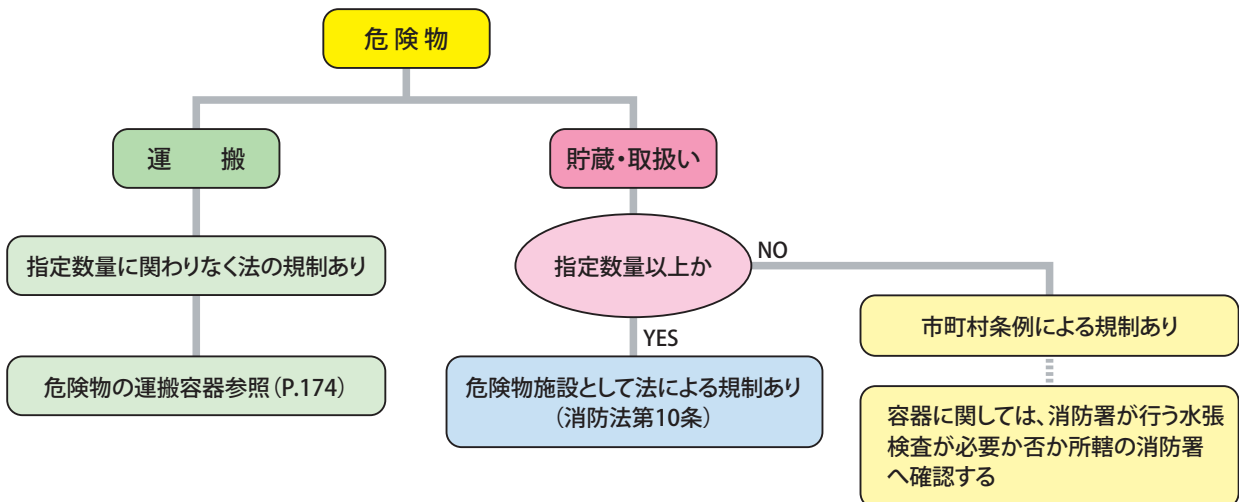 危険物
運 搬
貯蔵・取扱い
指定数量に関わりなく法の規制あり
指定数量以上か
NO
市町村条例による規制あり
YES
危険物の運搬容器参照(P.174)
危険物施設として法による規制あり
(消防法第10条)
容器に関しては、消防署が行う水張
検査が必要か否か所轄の消防署
へ確認する